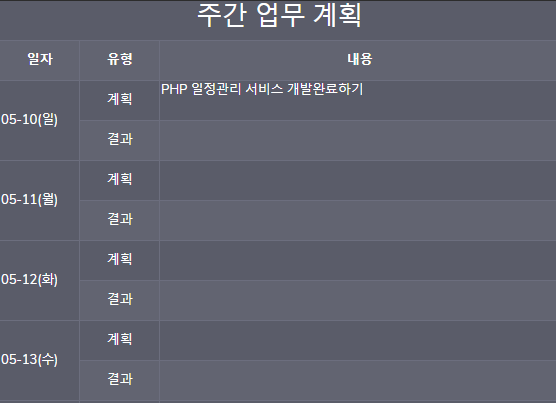 주간 업무 계획
일자 유형 내용
05-10(일) 계획 PHP 일정관리 서비스 개발완료하기
결과
05-11(월) 계획
결과
05-12(화) 계획
결과
05-13(수) 계획
결과